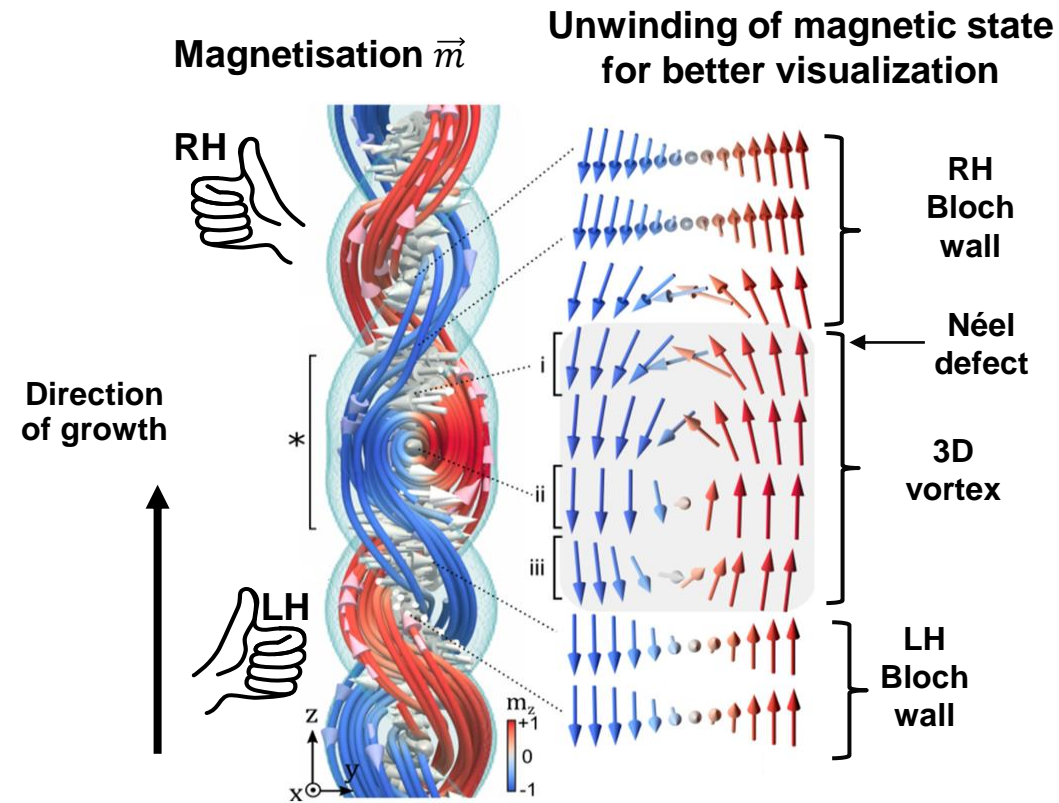 Magnetisation m⃗
Unwinding of magnetic state
for better visualization
RH
RH
Bloch
wall
Néel
defect
Direction
of growth
*
i
ii
iii
3D
vortex
LH
LH
Bloch
wall
z
y
x
m_z
+1
0
-1